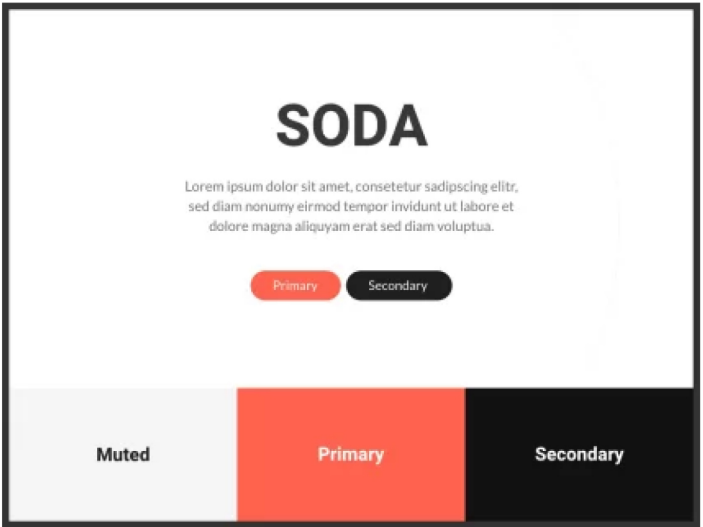 SODA
Lorem ipsum dolor sit amet, consetetur sadipscing elitr,
sed diam nonumy eirmod tempor invidunt ut labore et
dolore magna aliquyam erat sed diam voluptua.
Primary Secondary
Muted Primary Secondary